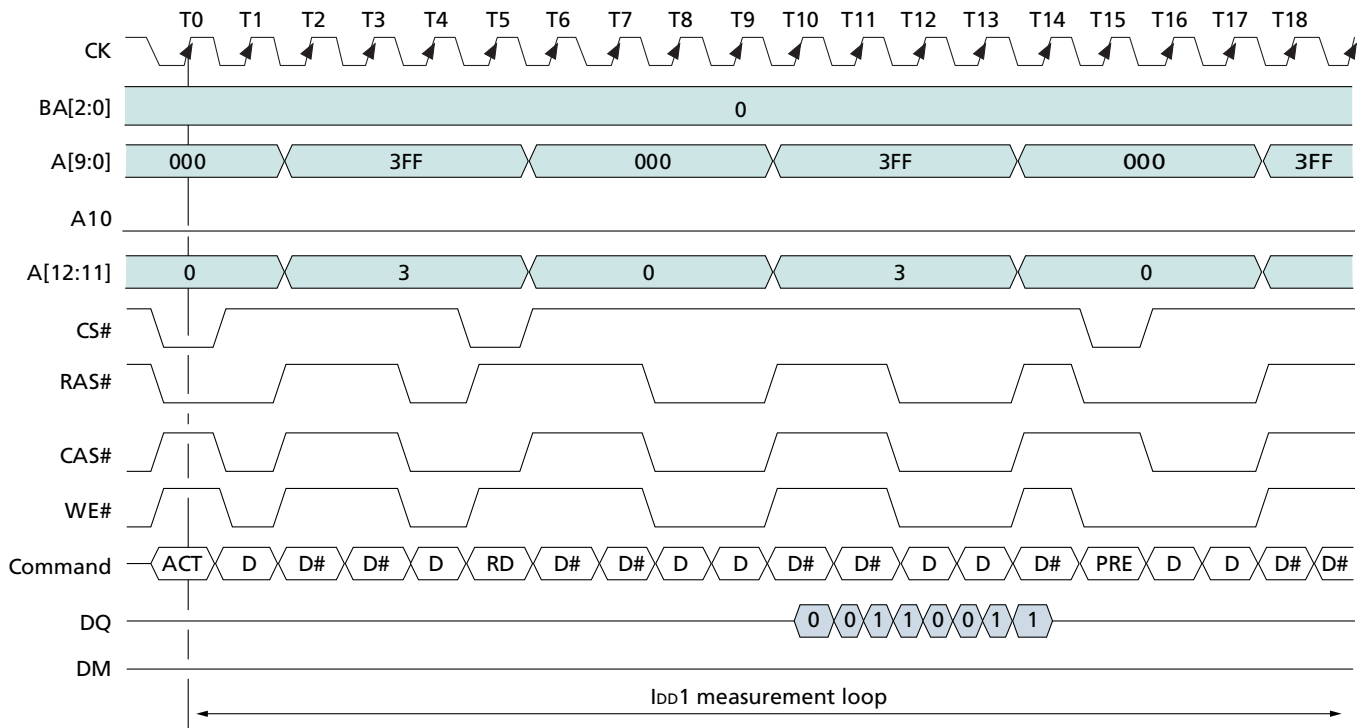 T0 T1 T2 T3 T4 T5 T6 T7 T8 T9 T10 T11 T12 T13 T14 T15 T16 T17 T18
CK
BA[2:0] 0
A[9:0] 000 3FF 000 3FF 000 3FF
A10
A[12:11] 0 3 0 3 0
CS#
RAS#
CAS#
WE#
Command ACT D D# D# D RD D# D# D D D# D# D D D# PRE D D D# D#
DQ 0 0 1 1 0 0 1 1
DM
IDD1 measurement loop